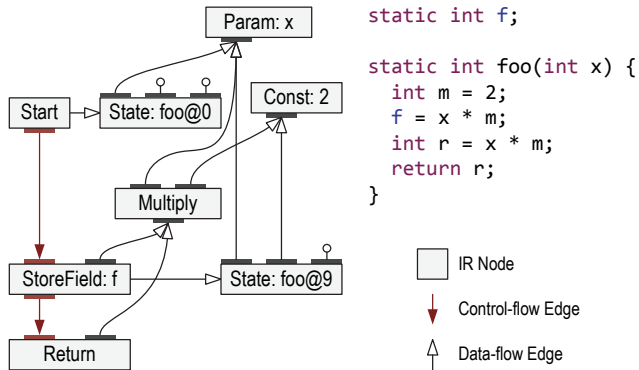 Param: x
Start
State: foo@0
Const: 2
Multiply
StoreField: f
State: foo@9
Return
static int f;
static int foo(int x) {
int m = 2;
f = x * m;
int r = x * m;
return r;
}
IR Node
Control-flow Edge
Data-flow Edge